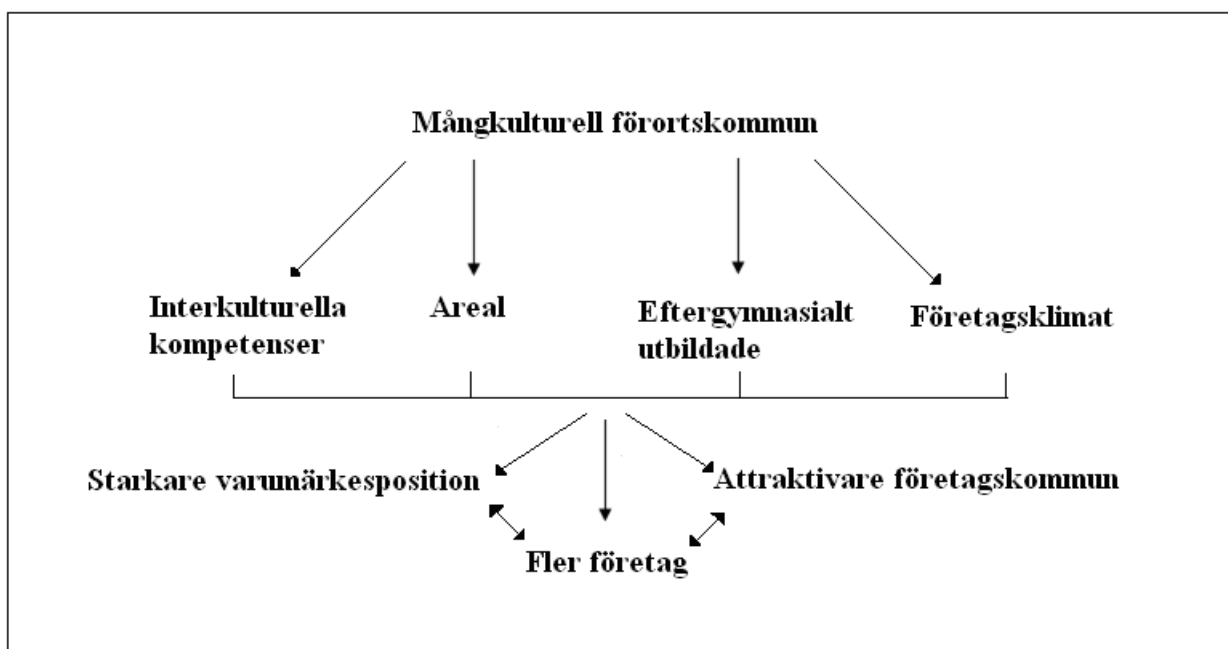 Mångkulturell förortskommun
Interkulturella
kompetenser
Areal
Eftergymnasialt
utbildade
Företagsklimat
Starkare varumärkesposition
Attraktivare företagskommun
Fler företag